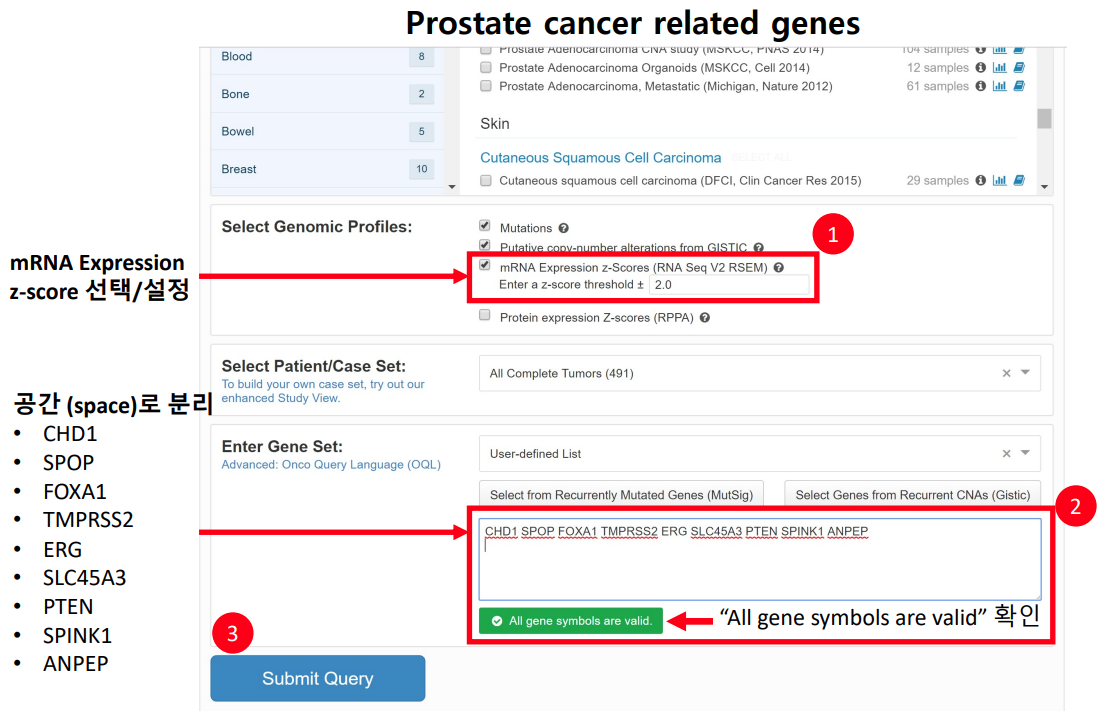 Prostate cancer related genes
Blood 8
Bone 2
Bowel 5
Breast 10
Prostate Adenocarcinoma CNA study (MSKCC, PNAS 2014) 104 samples
Prostate Adenocarcinoma Organoids (MSKCC, Cell 2014) 12 samples
Prostate Adenocarcinoma, Metastatic (Michigan, Nature 2012) 61 samples
Skin
Cutaneous Squamous Cell Carcinoma SELECT ALL
Cutaneous squamous cell carcinoma (DFCI, Clin Cancer Res 2015) 29 samples
mRNA Expression
z-score 선택/설정
Select Genomic Profiles:
Mutations
Putative copy-number alterations from GISTIC
mRNA Expression z-Scores (RNA Seq V2 RSEM)
Enter a z-score threshold ± 2.0
Protein expression Z-scores (RPPA)
1
Select Patient/Case Set:
To build your own case set, try out our
enhanced Study View.
All Complete Tumors (491)
공간 (space)로 분리
• CHD1
• SPOP
• FOXA1
• TMPRSS2
• ERG
• SLC45A3
• PTEN
• SPINK1
• ANPEP
Enter Gene Set:
Advanced: Onco Query Language (OQL)
User-defined List
Select from Recurrently Mutated Genes (MutSig)
Select Genes from Recurrent CNAs (Gistic)
2
CHD1 SPOP FOXA1 TMPRSS2 ERG SLC45A3 PTEN SPINK1 ANPEP
All gene symbols are valid.
“All gene symbols are valid” 확인
3
Submit Query